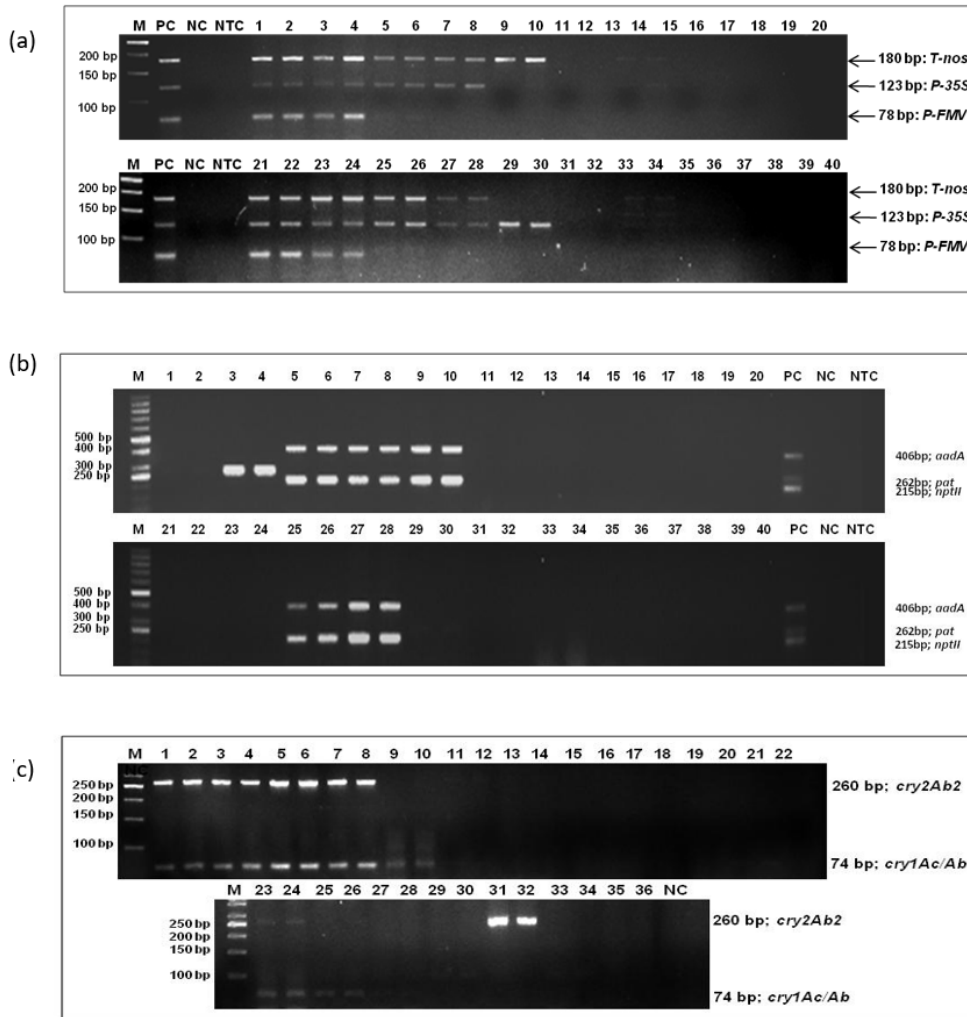 (a)
M PC NC NTC 1 2 3 4 5 6 7 8 9 10 11 12 13 14 15 16 17 18 19 20
200 bp
150 bp
100 bp
180 bp: T-nos
123 bp: P-35S
78 bp: P-FMV
M PC NC NTC 21 22 23 24 25 26 27 28 29 30 31 32 33 34 35 36 37 38 39 40
200 bp
150 bp
100 bp
180 bp: T-nos
123 bp: P-35S
78 bp: P-FMV
(b)
M 1 2 3 4 5 6 7 8 9 10 11 12 13 14 15 16 17 18 19 20 PC NC NTC
500 bp
400 bp
300 bp
250 bp
406bp; aadA
262bp; pat
215bp; nptII
M 21 22 23 24 25 26 27 28 29 30 31 32 33 34 35 36 37 38 39 40 PC NC NTC
500 bp
400 bp
300 bp
250 bp
406bp; aadA
262bp; pat
215bp; nptII
(c)
M 1 2 3 4 5 6 7 8 9 10 11 12 13 14 15 16 17 18 19 20 21 22
NC
250 bp
200 bp
150 bp
100 bp
260 bp; cry2Ab2
74 bp; cry1Ac/Ab
M 23 24 25 26 27 28 29 30 31 32 33 34 35 36 NC
250 bp
200 bp
150 bp
100 bp
260 bp; cry2Ab2
74 bp; cry1Ac/Ab